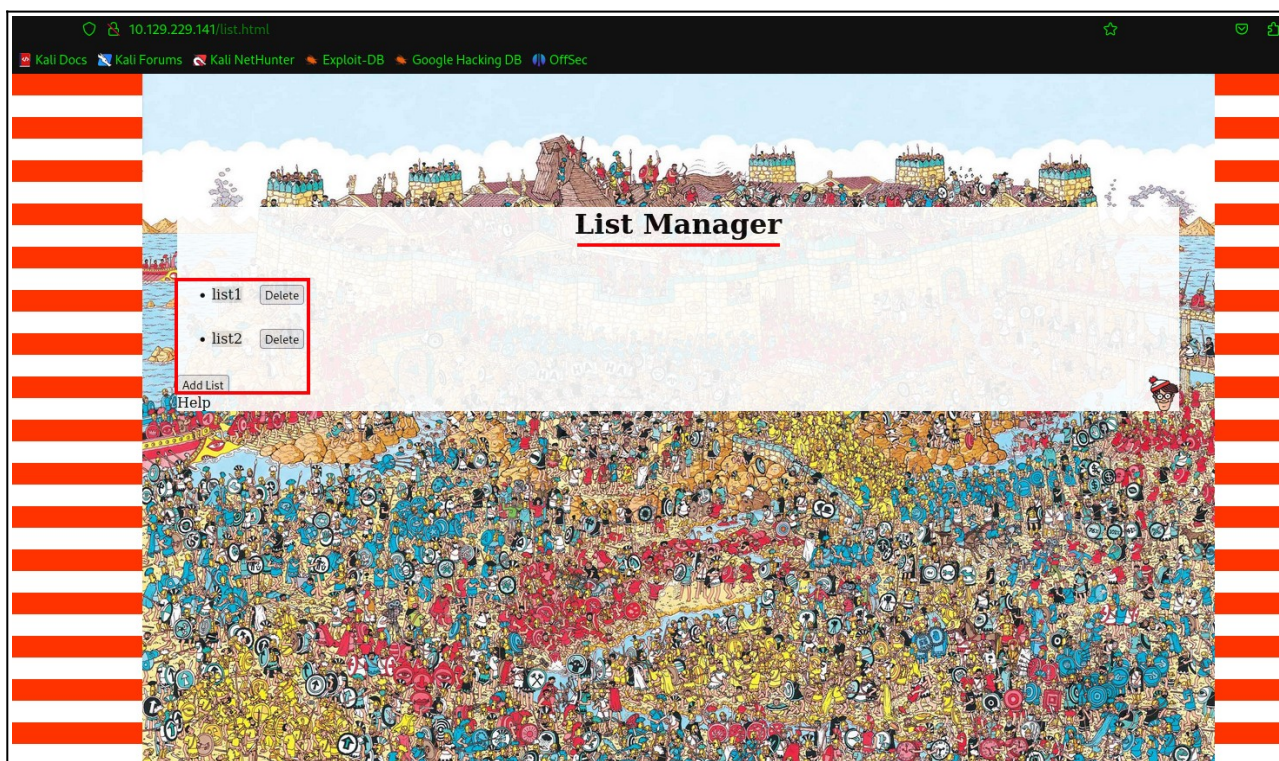 10.129.229.141/list.html
Kali Docs Kali Forums Kali NetHunter Exploit-DB Google Hacking DB OffSec
List Manager
list1 Delete
list2 Delete
Add List
Help